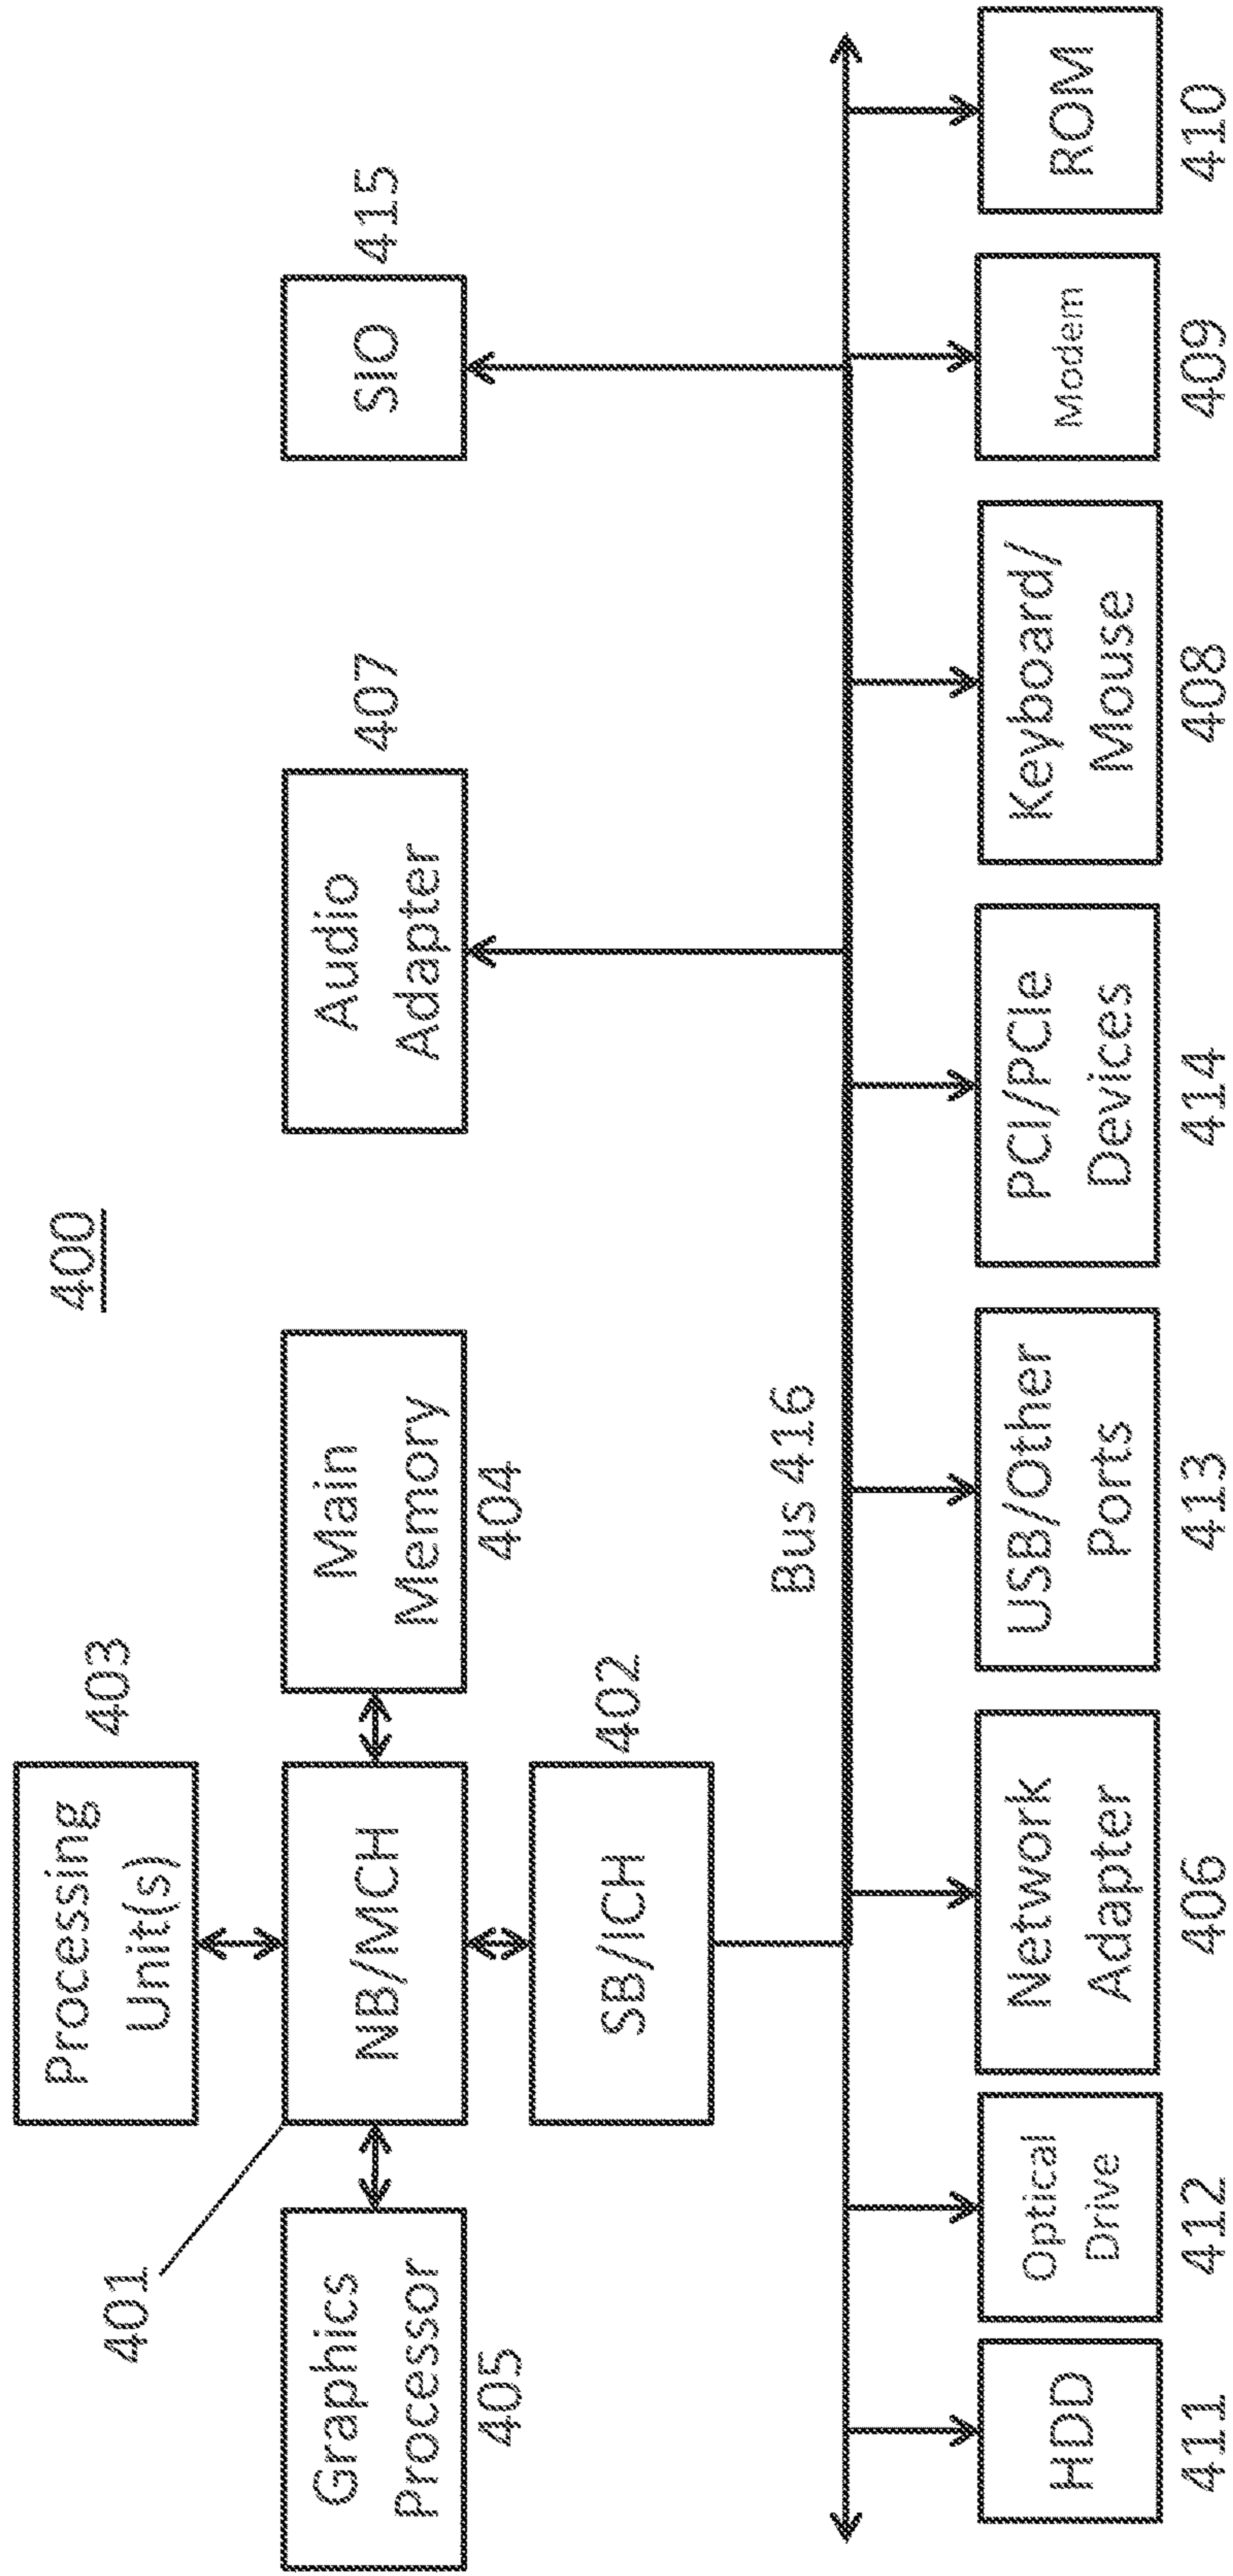 400
403
Processing
Unit(s)
401
Graphics
Processor
405
NB/MCH
Main
Memory
404
Audio
Adapter
407
SIO
415
SB/ICH
402
Bus 416
HDD
411
Optical
Drive
412
Network
Adapter
406
USB/Other
Ports
413
PCI/PCIe
Devices
414
Keyboard/
Mouse
408
Modem
409
ROM
410